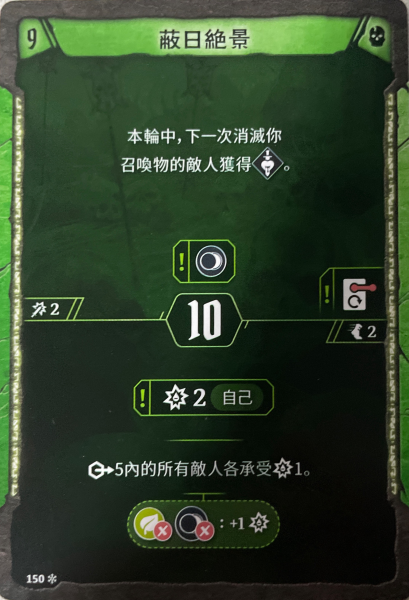 9 蔽日絕景
本輪中，下一次消滅你
召喚物的敵人獲得。
!
!
2
10
2
! 2 自己
5內的所有敵人各承受1。
: +1
150